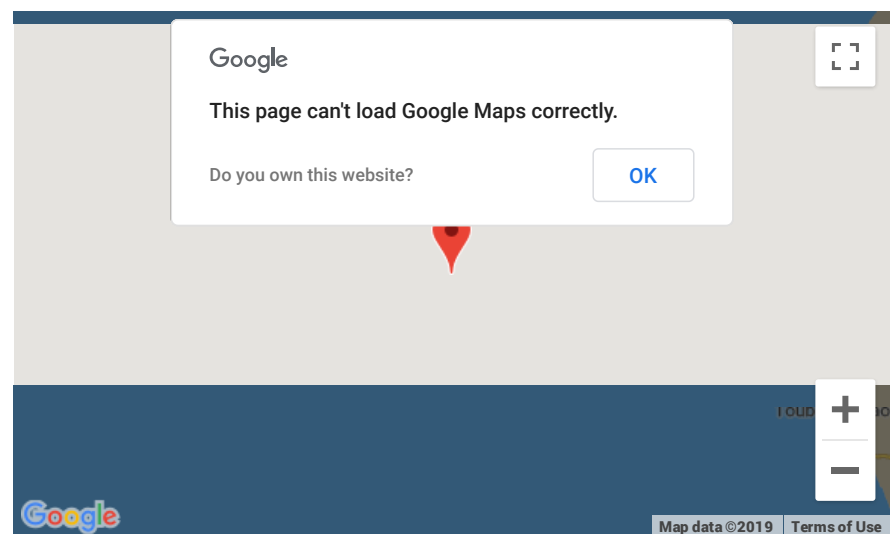 Google
This page can't load Google Maps correctly.
Do you own this website?
OK
Google
Map data ©2019 Terms of Use